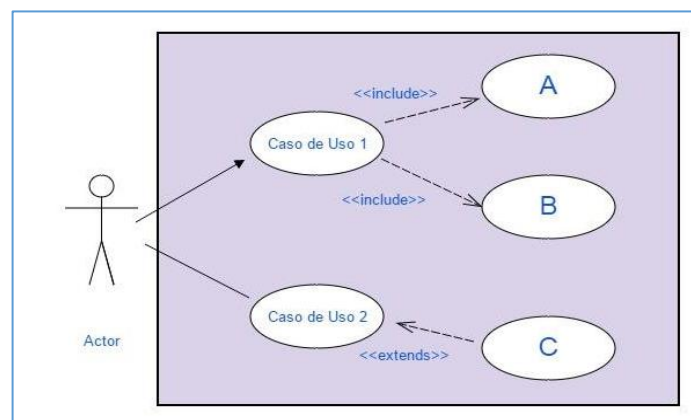 A
<<include>>
Caso de Uso 1
<<include>>
B
Caso de Uso 2
<<extends>>
C
Actor